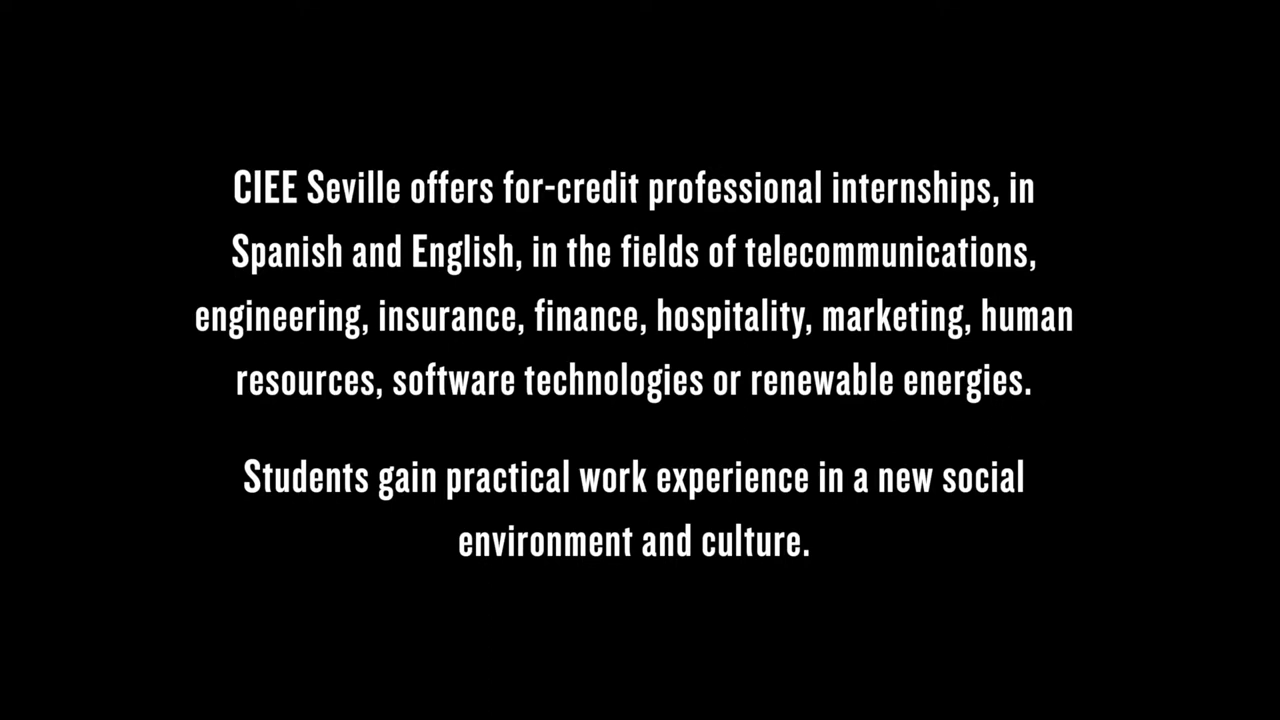 CIEE Seville offers for-credit professional internships, in
Spanish and English, in the fields of telecommunications,
engineering, insurance, finance, hospitality, marketing, human
resources, software technologies or renewable energies.
Students gain practical work experience in a new social
environment and culture.